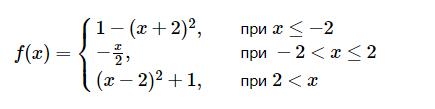 f(x) = { 1 − (x + 2)², при x ≤ −2
−x/2, при − 2 < x ≤ 2
(x − 2)² + 1, при 2 < x